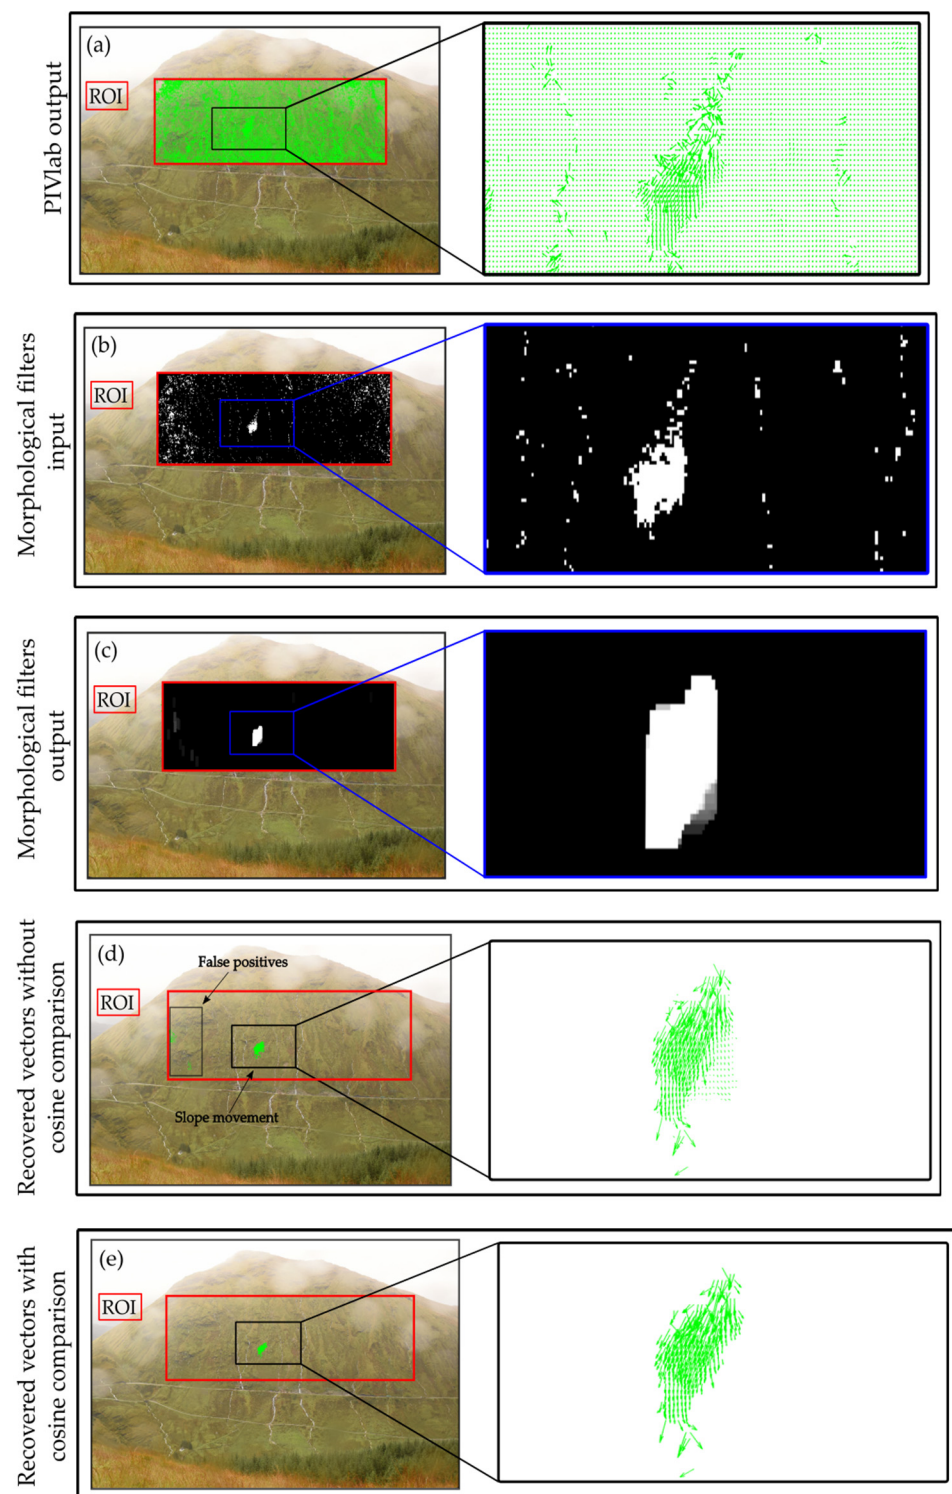 PIVlab output
(a)
ROI
Morphological filters
input
(b)
ROI
Morphological filters
output
(c)
ROI
Recovered vectors without
cosine comparison
(d)
False positives
ROI
Slope movement
Recovered vectors with
cosine comparison
(e)
ROI